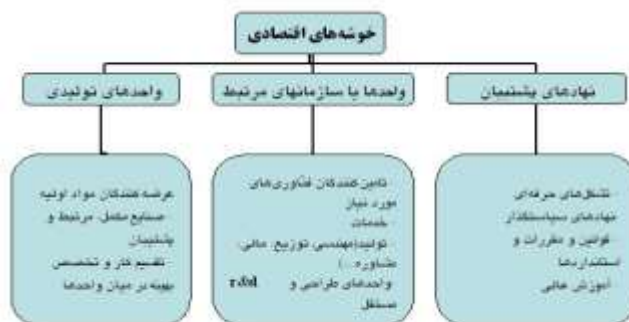 خوشه‌های اقتصادی
نهادهای پشتیبان
واحدها یا سازمانهای مرتبط
واحدهای تولیدی
-تشکل‌های حرفه‌ای
نهادهای سیاستگذار
-قوانین و مقررات و
استانداردها
-آموزش عالی
-تامین کنندگان فناوری‌های
مورد نیاز
-خدمات
-تولید(مهندسی توزیع، مالی،
مشاوره ...)
-واحدهای طراحی و r&d
مستقل
عرضه کنندگان مواد اولیه
-صنایع مکمل، مرتبط و
پشتیبان
-تقسیم کار و تخصص
بهینه در میان واحدها